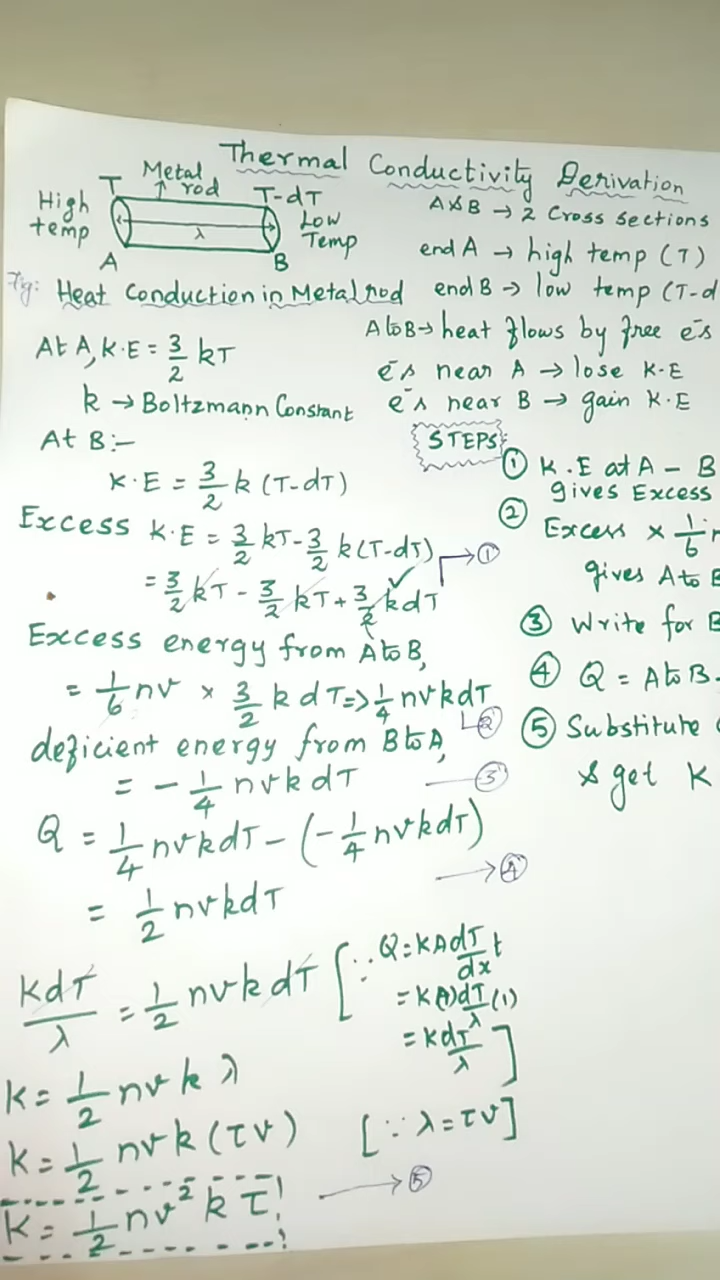 Thermal Conductivity Derivation
Metal rod
T
T-dT
High temp
Low Temp
λ
A
B
Fig: Heat Conduction in Metal rod
A&B → 2 Cross sections
end A → high temp (T)
end B → low temp (T-d
A to B → heat flows by free e⁻s
e⁻s near A → lose K-E
e⁻s near B → gain K.E
At A, K.E = 3/2 kT
k → Boltzmann Constant
At B:-
K.E = 3/2 k (T-dT)
Excess K.E = 3/2 kT - 3/2 k(T-dT)
= 3/2 kT - 3/2 kT + 3/2 kdT → ①
Excess energy from A to B,
= 1/6 nv × 3/2 k dT => 1/4 nvkdT ②
deficient energy from B to A,
= - 1/4 nvkdT — ③
Q = 1/4 nvkdT - (-1/4 nvkdT)
= 1/2 nvkdT → ④
KdT/λ = 1/2 nvkdT [∵ Q = KA dT/dx t
= K(1) dT/λ (1)
= K dT/λ ]
K = 1/2 nvkλ
K = 1/2 nvk(τv) [∵ λ = τv]
K = 1/2 nv² k τ → ⑤
STEPS
① K.E at A - B
gives Excess
② Excess × 1/6
gives A to B
③ Write for B
④ Q = A to B -
⑤ Substitute
& get K